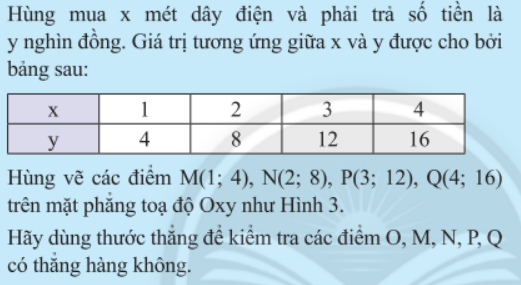 Hùng mua x mét dây điện và phải trả số tiền là
y nghìn đồng. Giá trị tương ứng giữa x và y được cho bởi
bảng sau:
x 1 2 3 4
y 4 8 12 16
Hùng vẽ các điểm M(1; 4), N(2; 8), P(3; 12), Q(4; 16)
trên mặt phẳng toạ độ Oxy như Hình 3.
Hãy dùng thước thẳng để kiểm tra các điểm O, M, N, P, Q
có thẳng hàng không.